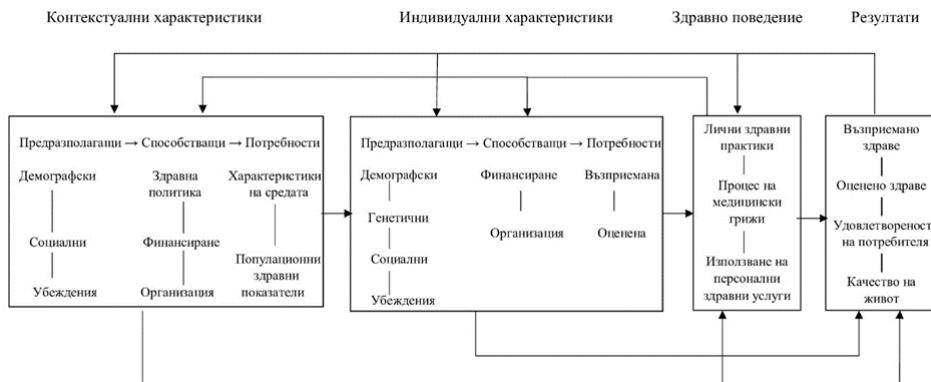 Контекстуални характеристики
Индивидуални характеристики
Здравно поведение
Резултати
Предразполагащи → Способстващи → Потребности
Демографски
Социални
Убеждения
Здравна
политика
Финансиране
Организация
Характеристики
на средата
Популационни
здравни
показатели
Предразполагащи → Способстващи → Потребности
Демографски
Генетични
Социални
Убеждения
Финансиране
Организация
Възприемана
Оценена
Лични здравни
практики
Процес на
медицински
грижи
Използване на
персонални
здравни услуги
Възприемано
здраве
Оценено здраве
Удовлетвореност
на потребителя
Качество на
живот